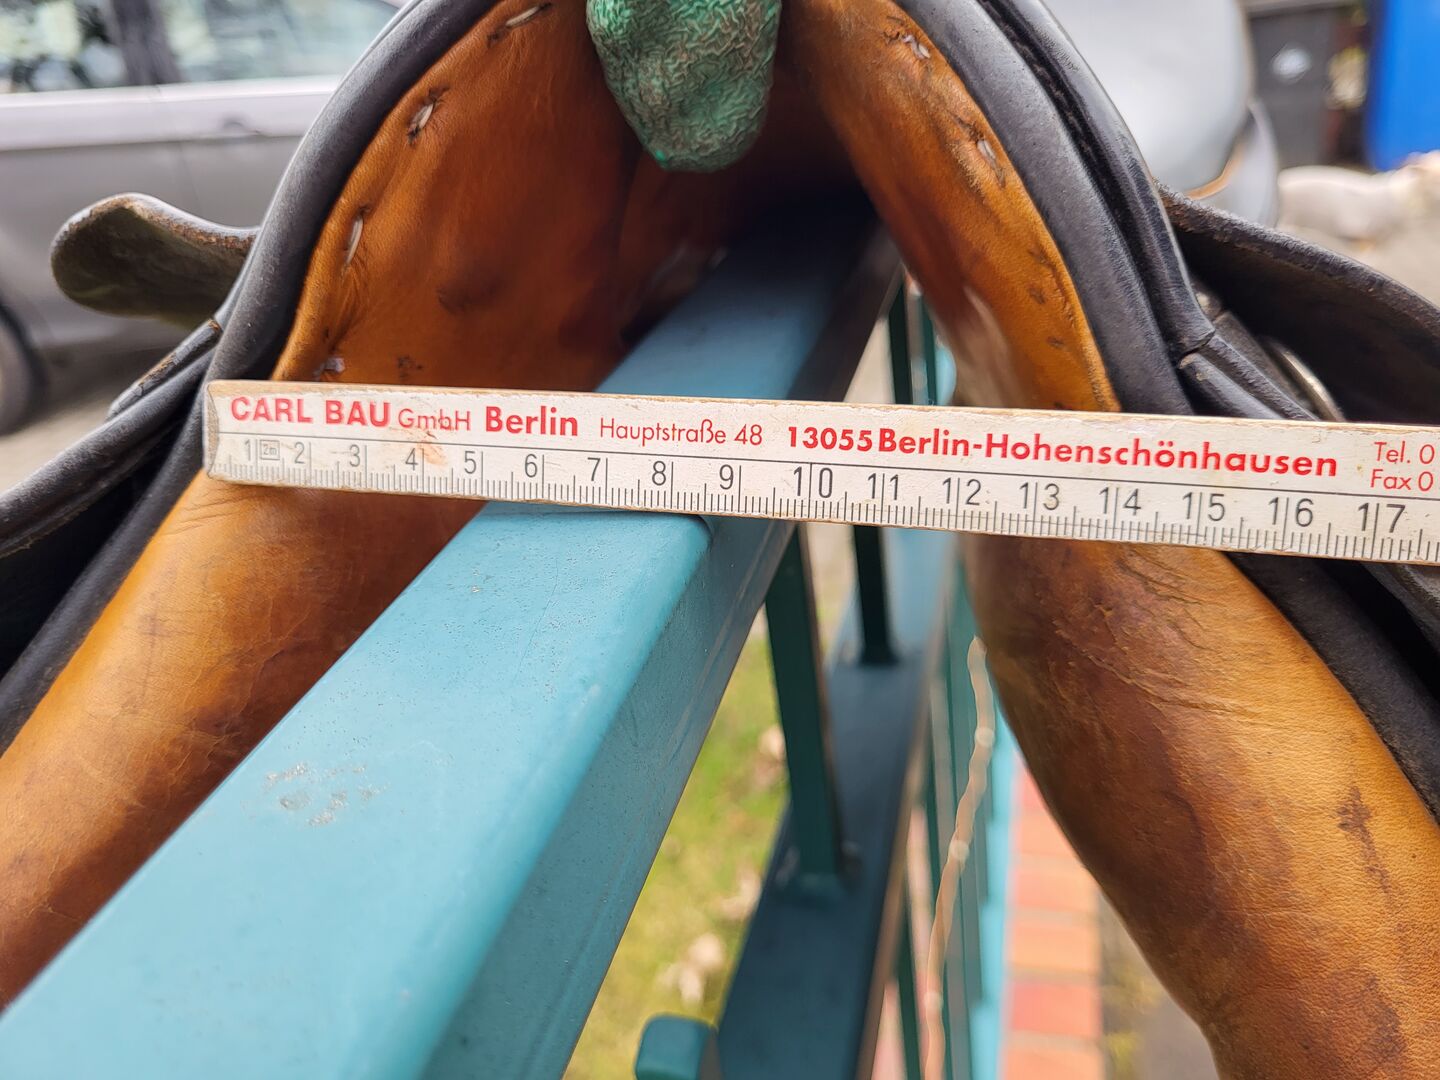 CARL BAU GmbH Berlin Hauptstraße 48 13055 Berlin-Hohenschönhausen Tel. 0
Fax 0
1 2m 2 3 4 5 6 7 8 9 10 11 12 13 14 15 16 17